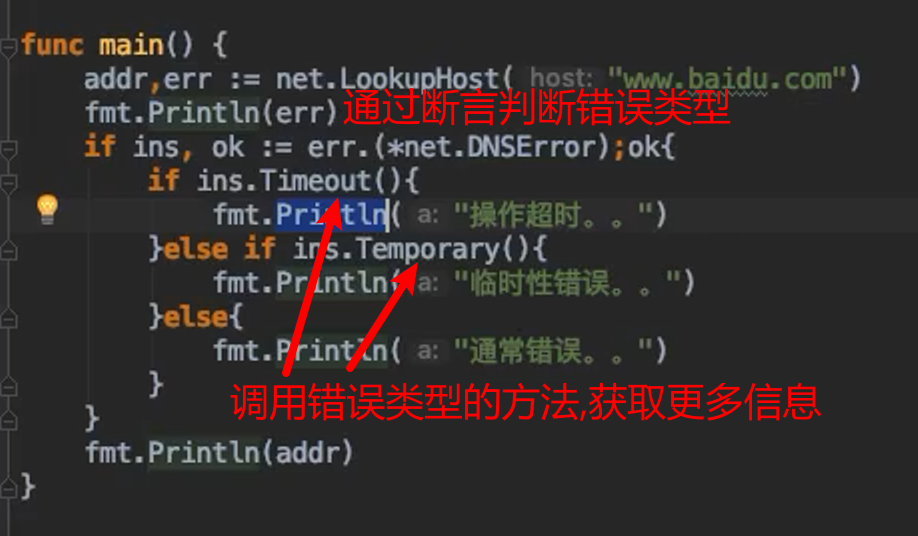 func main() {
addr,err := net.LookupHost( host: "www.baidu.com")
fmt.Println(err)通过断言判断错误类型
if ins, ok := err.(*net.DNSError);ok{
if ins.Timeout(){
fmt.Println( a: "操作超时。。")
}else if ins.Temporary(){
fmt.Println( a: "临时性错误。。")
}else{
fmt.Println( a: "通常错误。。")
}
调用错误类型的方法,获取更多信息
}
fmt.Println(addr)
}